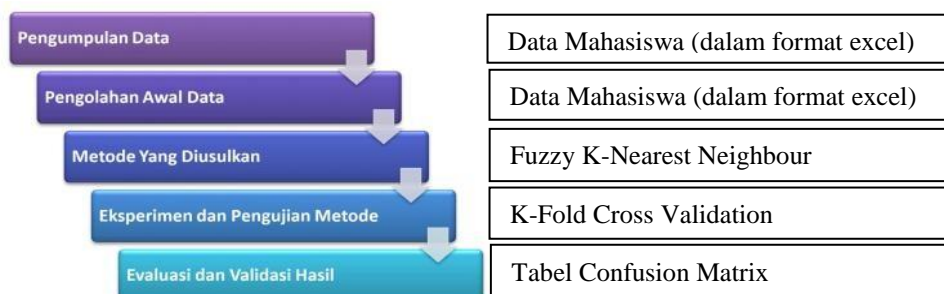 Pengumpulan Data
Data Mahasiswa (dalam format excel)
Pengolahan Awal Data
Data Mahasiswa (dalam format excel)
Metode Yang Diusulkan
Fuzzy K-Nearest Neighbour
Eksperimen dan Pengujian Metode
K-Fold Cross Validation
Evaluasi dan Validasi Hasil
Tabel Confusion Matrix